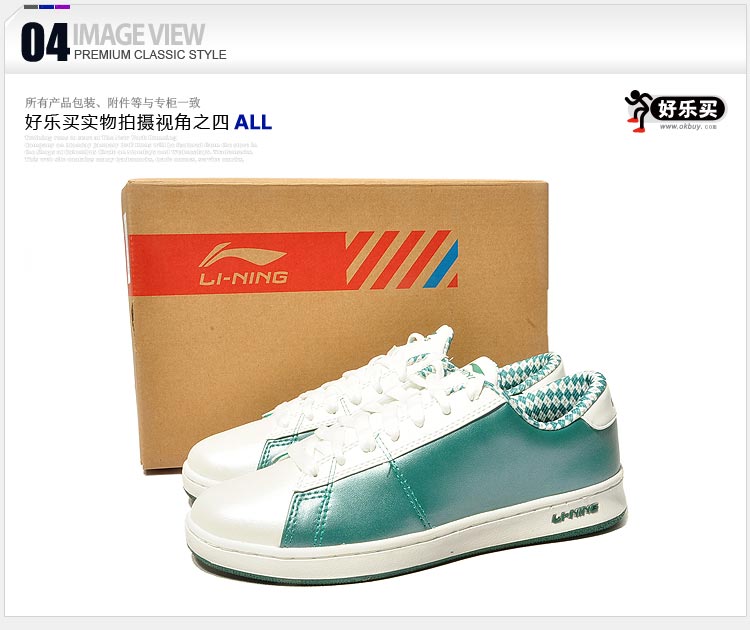 04 IMAGE VIEW
PREMIUM CLASSIC STYLE
所有产品包装、附件等与专柜一致
好乐买实物拍摄视角之四 ALL
好乐买
www.okbuy.com
LI-NING
LI-NING